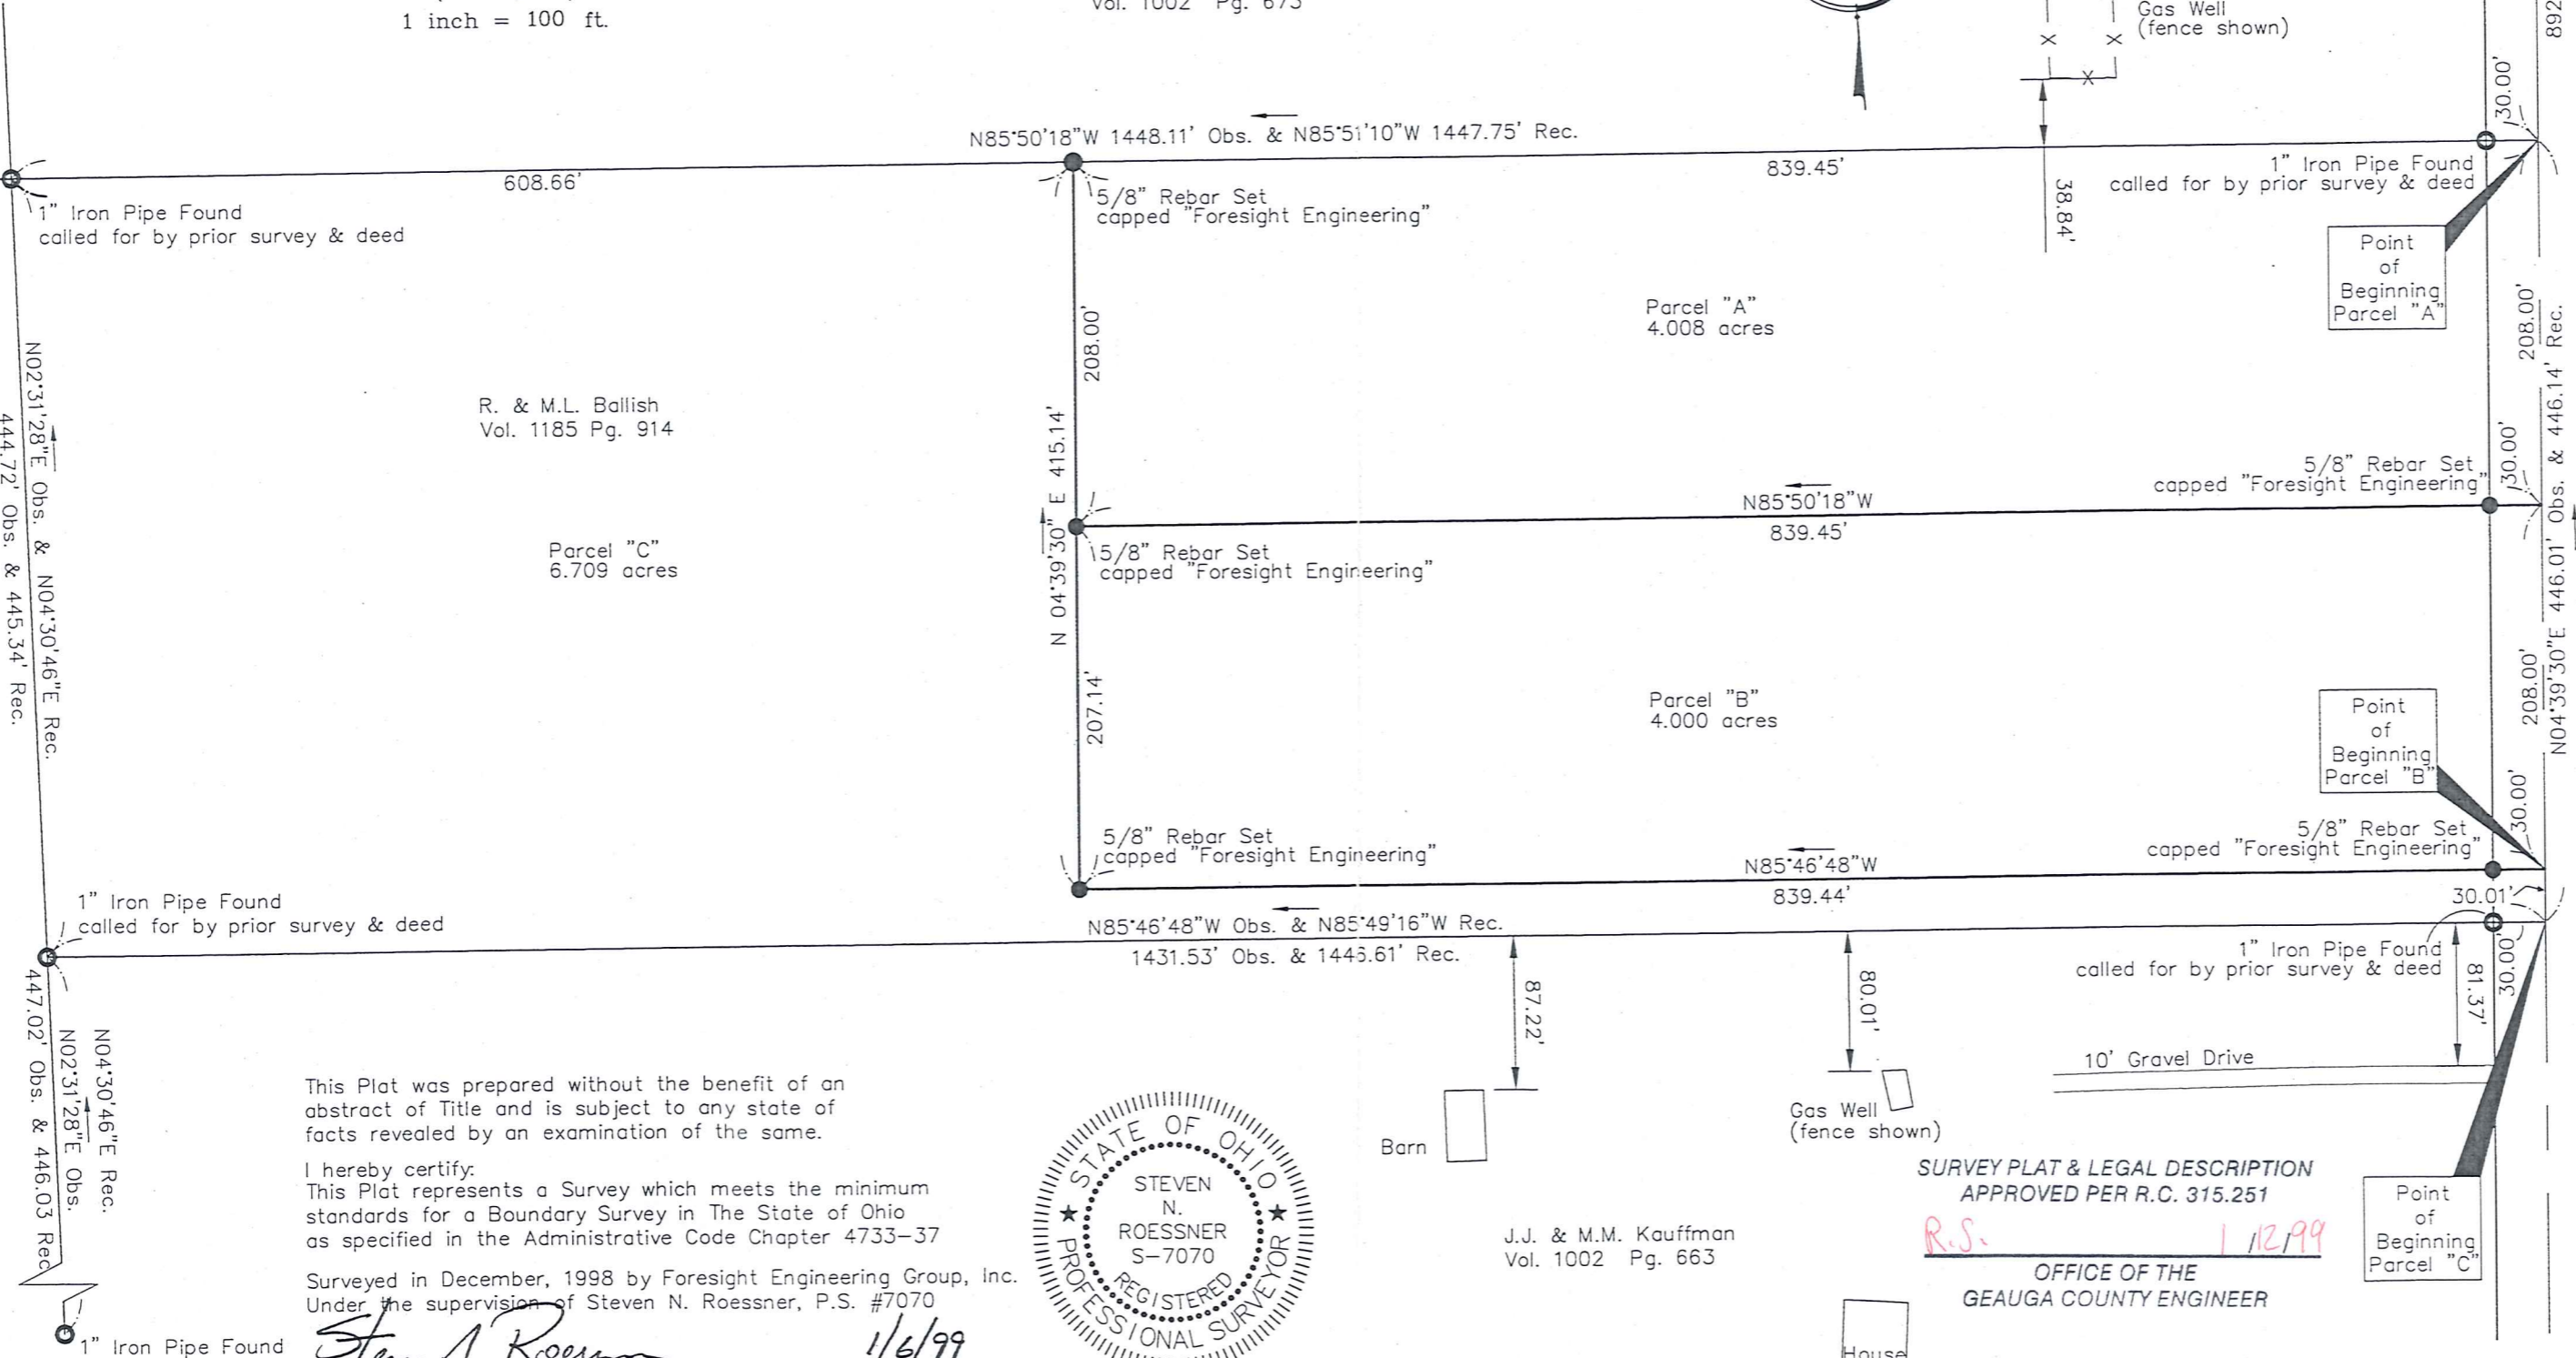 1 inch = 100 ft.
Vol. 1002 Pg. 673
Gas Well
(fence shown)
892
30.00'
N85°50'18"W 1448.11' Obs. & N85°51'10"W 1447.75' Rec.
608.66'
839.45'
1" Iron Pipe Found
called for by prior survey & deed
5/8" Rebar Set
capped "Foresight Engineering"
38.84'
1" Iron Pipe Found
called for by prior survey & deed
Point
of
Beginning
Parcel "A"
Parcel "A"
4.008 acres
208.00'
208.00'
N04°39'30"E 446.01' Obs. & 446.14' Rec.
N02°31'28"E Obs. & N04°30'46"E Rec.
444.72' Obs. & 445.34' Rec.
R. & M.L. Ballish
Vol. 1185 Pg. 914
Parcel "C"
6.709 acres
N 04°39'30" E 415.14'
5/8" Rebar Set
capped "Foresight Engineering"
N85°50'18"W
839.45'
5/8" Rebar Set
capped "Foresight Engineering"
30.00'
207.14'
Parcel "B"
4.000 acres
208.00'
Point
of
Beginning
Parcel "B"
30.00'
5/8" Rebar Set
capped "Foresight Engineering"
N85°46'48"W
839.44'
5/8" Rebar Set
capped "Foresight Engineering"
30.01'
1" Iron Pipe Found
called for by prior survey & deed
N85°46'48"W Obs. & N85°49'16"W Rec.
1431.53' Obs. & 1446.61' Rec.
1" Iron Pipe Found
called for by prior survey & deed
30.00'
81.37'
87.22'
80.01'
10' Gravel Drive
447.02' Obs. & 446.03 Rec
N02°31'28"E Obs.
N04°30'46"E Rec.
This Plat was prepared without the benefit of an
abstract of Title and is subject to any state of
facts revealed by an examination of the same.
I hereby certify:
This Plat represents a Survey which meets the minimum
standards for a Boundary Survey in The State of Ohio
as specified in the Administrative Code Chapter 4733-37
Surveyed in December, 1998 by Foresight Engineering Group, Inc.
Under the supervision of Steven N. Roessner, P.S. #7070
1/6/99
1" Iron Pipe Found
STATE OF OHIO
STEVEN
N.
ROESSNER
S-7070
REGISTERED
PROFESSIONAL SURVEYOR
Barn
Gas Well
(fence shown)
J.J. & M.M. Kauffman
Vol. 1002 Pg. 663
SURVEY PLAT & LEGAL DESCRIPTION
APPROVED PER R.C. 315.251
R.S. 1/12/99
OFFICE OF THE
GEAUGA COUNTY ENGINEER
Point
of
Beginning
Parcel "C"
House